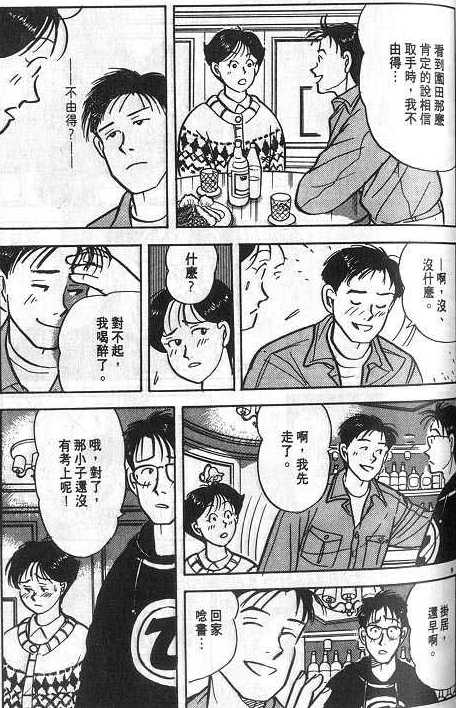 看到園田那麼
肯定的說相信
取手時，我不
由得…
——不由得？——
——啊，沒、
沒什麼。
什麼？
對不起，
我喝醉了。
啊，我先
走了。
掛居，
還早啊。
回家
唸書…
哦，對了，
那小子還沒
有考上呢！